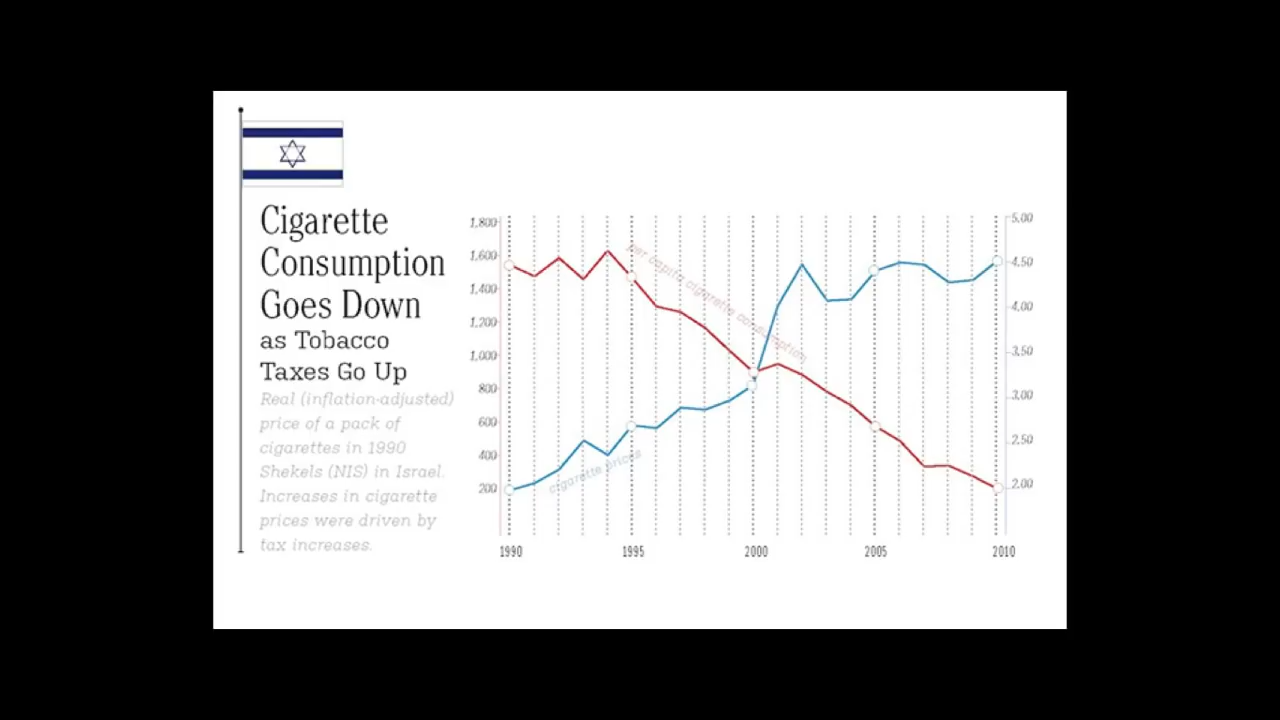 Cigarette
Consumption
Goes Down
as Tobacco
Taxes Go Up
Real (inflation-adjusted)
price of a pack of
cigarettes in 1990
Shekels (NIS) in Israel.
Increases in cigarette
prices were driven by
tax increases.
1,800
1,600
1,400
1,200
1,000
800
600
400
200
per capita cigarette consumption
cigarette prices
5.00
4.50
4.00
3.50
3.00
2.50
2.00
1990 1995 2000 2005 2010